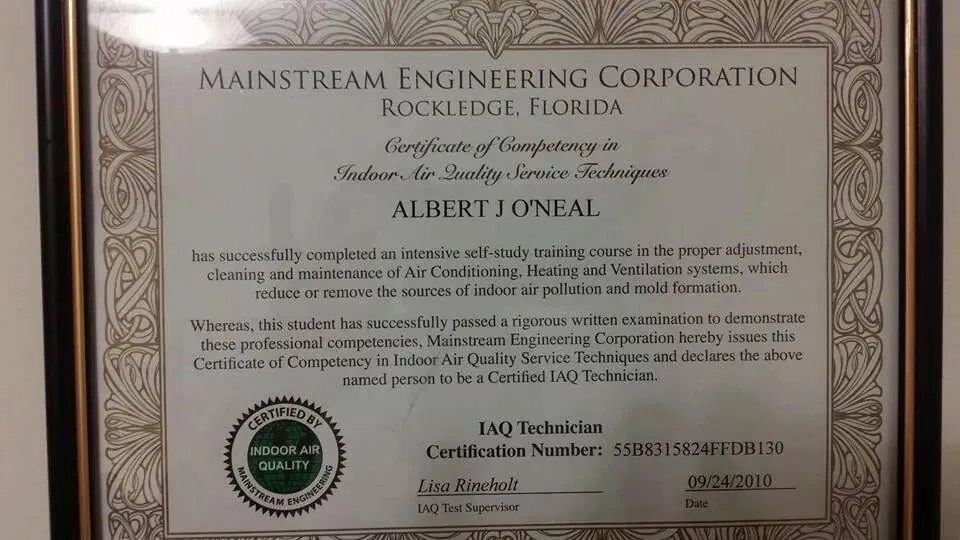 MAINSTREAM ENGINEERING CORPORATION
ROCKLEDGE, FLORIDA
Certificate of Competency in
Indoor Air Quality Service Techniques
ALBERT J O'NEAL
has successfully completed an intensive self-study training course in the proper adjustment,
cleaning and maintenance of Air Conditioning, Heating and Ventilation systems, which
reduce or remove the sources of indoor air pollution and mold formation.
Whereas, this student has successfully passed a rigorous written examination to demonstrate
these professional competencies, Mainstream Engineering Corporation hereby issues this
Certificate of Competency in Indoor Air Quality Service Techniques and declares the above
named person to be a Certified IAQ Technician.
CERTIFIED BY
INDOOR AIR
QUALITY
MAINSTREAM ENGINEERING
IAQ Technician
Certification Number: 55B8315824FFDB130
Lisa Rineholt
IAQ Test Supervisor
09/24/2010
Date